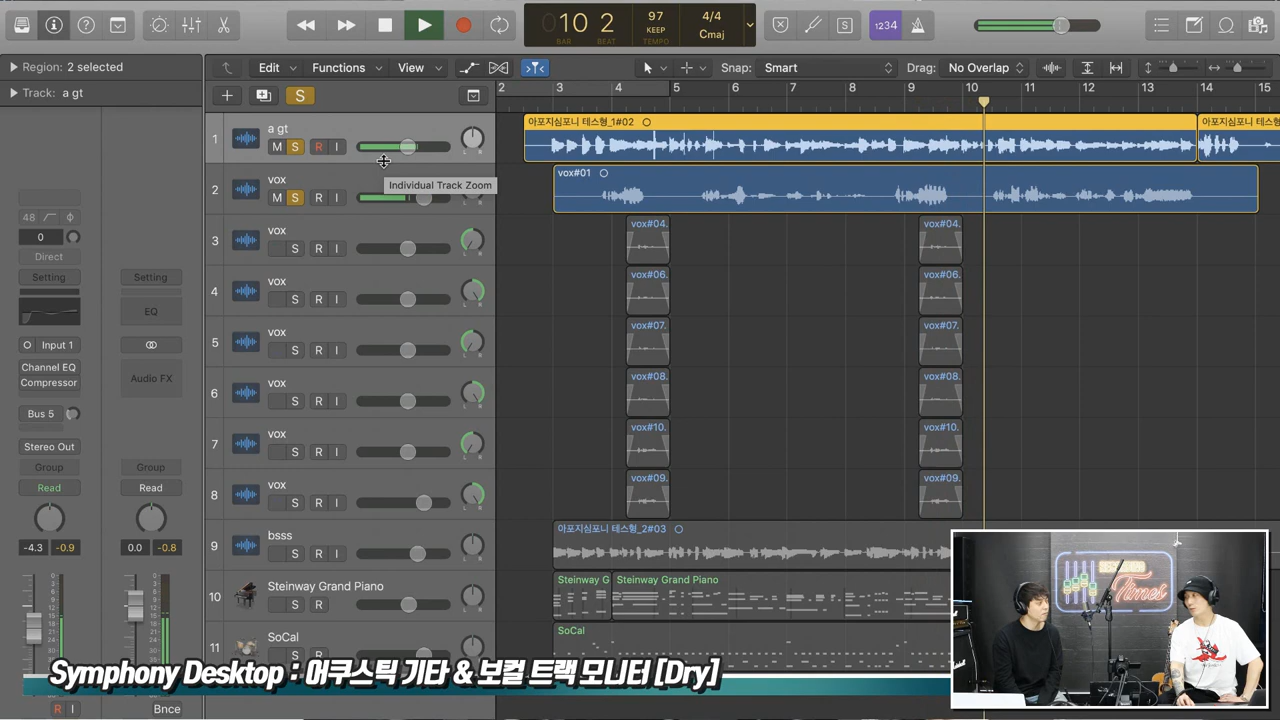 10 2
BAR BEAT
97
KEEP
TEMPO
4/4
Cmaj
S
1234
Region: 2 selected
Edit Functions View
Snap: Smart
Drag: No Overlap
Track: a gt
S
2 3 4 5 6 7 8 9 10 11 12 13 14 15
1
a gt
M S R I
L R
아포지심포니 테스형_1#02
아포지심포니 테스형
Individual Track Zoom
2
vox
M S R I
vox#01
3
vox
S R I
L R
vox#04.
vox#04.
4
vox
S R I
L R
vox#06.
vox#06.
5
vox
S R I
L R
vox#07.
vox#07.
6
vox
S R I
L R
vox#08.
vox#08.
7
vox
S R I
L R
vox#10.
vox#10.
8
vox
S R I
L R
vox#09.
vox#09.
9
bsss
S R I
L R
아포지심포니 테스형_2#03
10
Steinway Grand Piano
S R
L R
Steinway G
Steinway Grand Piano
11
SoCal
SoCal
48
0
Direct
Setting
Setting
EQ
Input 1
Channel EQ
Compressor
Audio FX
Bus 5
Stereo Out
Group
Group
Read
Read
-4.3 -0.9
0.0 -0.8
R I
Bnce
Times
Symphony Desktop : 어쿠스틱 기타 & 보컬 트랙 모니터 [Dry]